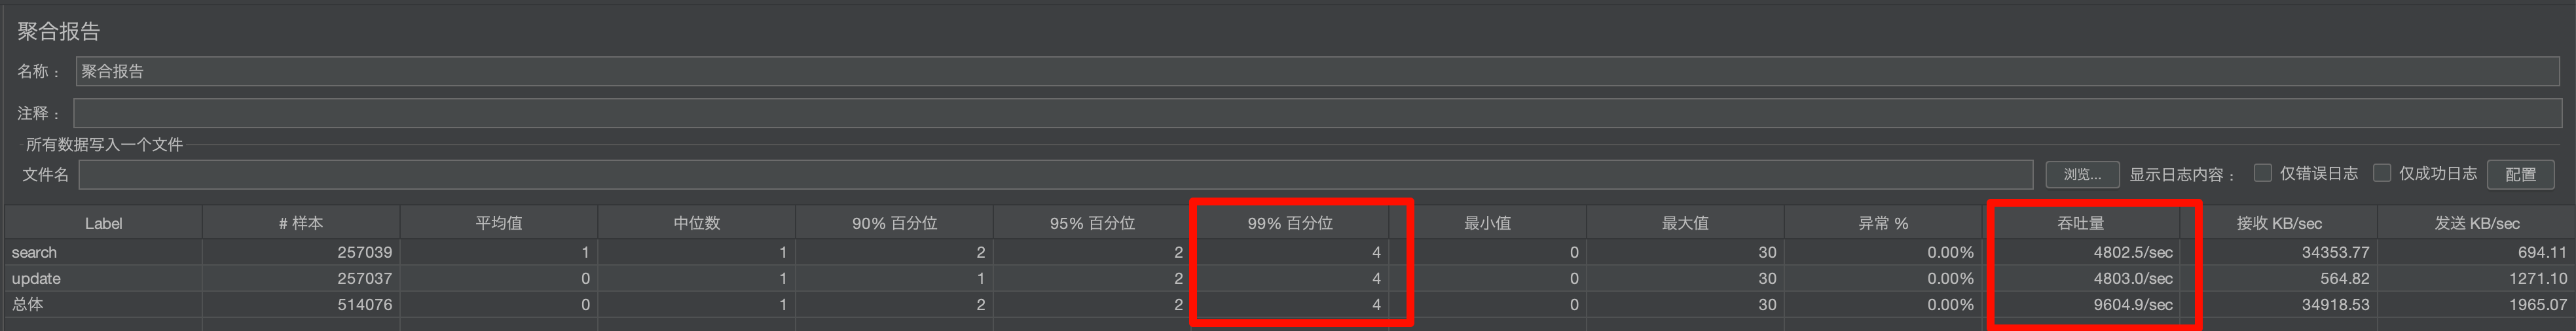 聚合报告
名称： 聚合报告
注释：
所有数据写入一个文件
文件名 浏览... 显示日志内容： 仅错误日志 仅成功日志 配置
Label # 样本 平均值 中位数 90% 百分位 95% 百分位 99% 百分位 最小值 最大值 异常 % 吞吐量 接收 KB/sec 发送 KB/sec
search 257039 1 1 2 2 4 0 30 0.00% 4802.5/sec 34353.77 694.11
update 257037 0 1 1 2 4 0 30 0.00% 4803.0/sec 564.82 1271.10
总体 514076 0 1 2 2 4 0 30 0.00% 9604.9/sec 34918.53 1965.07